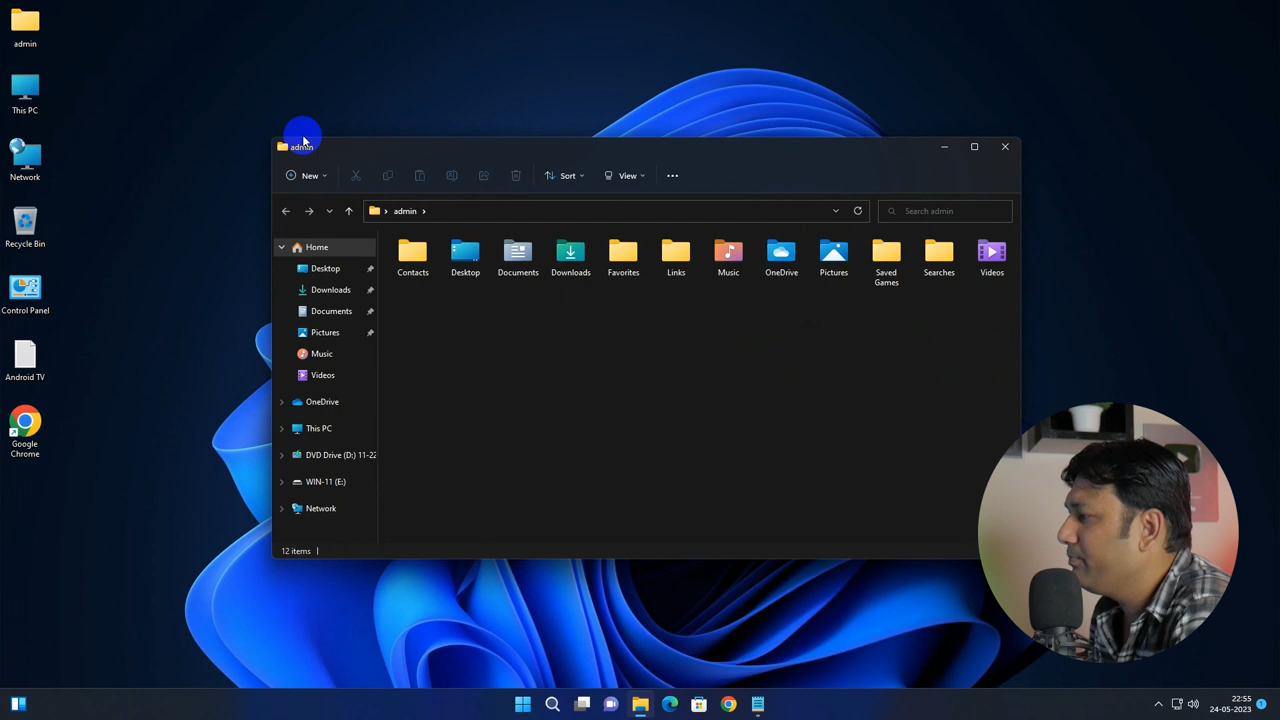 admin
This PC
Network
Recycle Bin
Control Panel
Android TV
Google
Chrome
admin
New
Sort
View
admin
Search admin
Home
Desktop
Downloads
Documents
Pictures
Music
Videos
OneDrive
This PC
DVD Drive (D:) 11-22
WIN-11 (E:)
Network
Contacts
Desktop
Documents
Downloads
Favorites
Links
Music
OneDrive
Pictures
Saved
Games
Searches
Videos
12 items
22:55
24-05-2023
1